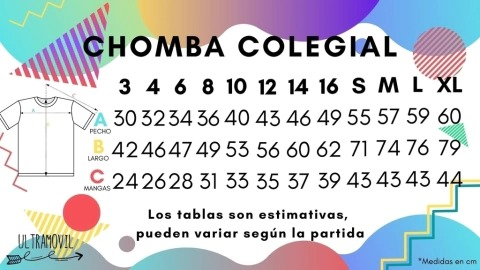 CHOMBA COLEGIAL
3 4 6 8 10 12 14 16 S M L XL
A 30 32 34 36 40 43 46 49 55 57 59 60
PECHO
B 42 46 47 49 53 56 60 62 71 74 76 79
LARGO
C 24 26 28 31 33 35 37 39 43 43 43 44
MANGAS
Los tablas son estimativas,
pueden variar según la partida
ULTRAMOVIL
*Medidas en cm